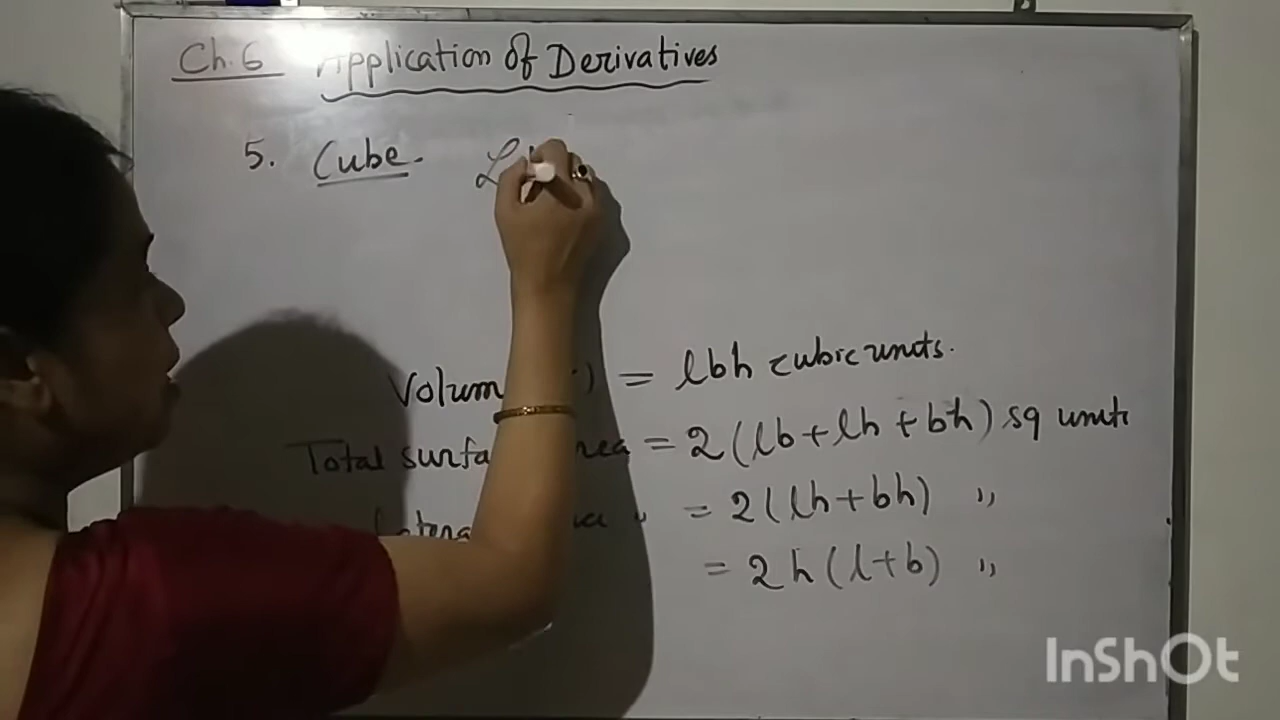 Ch. 6 Application of Derivatives
5. Cube.
= lbh cubic units.
Total = 2(lb+lh+bh) sq units
= 2(lh+bh) ,,
= 2h(l+b) ,,
InShOt